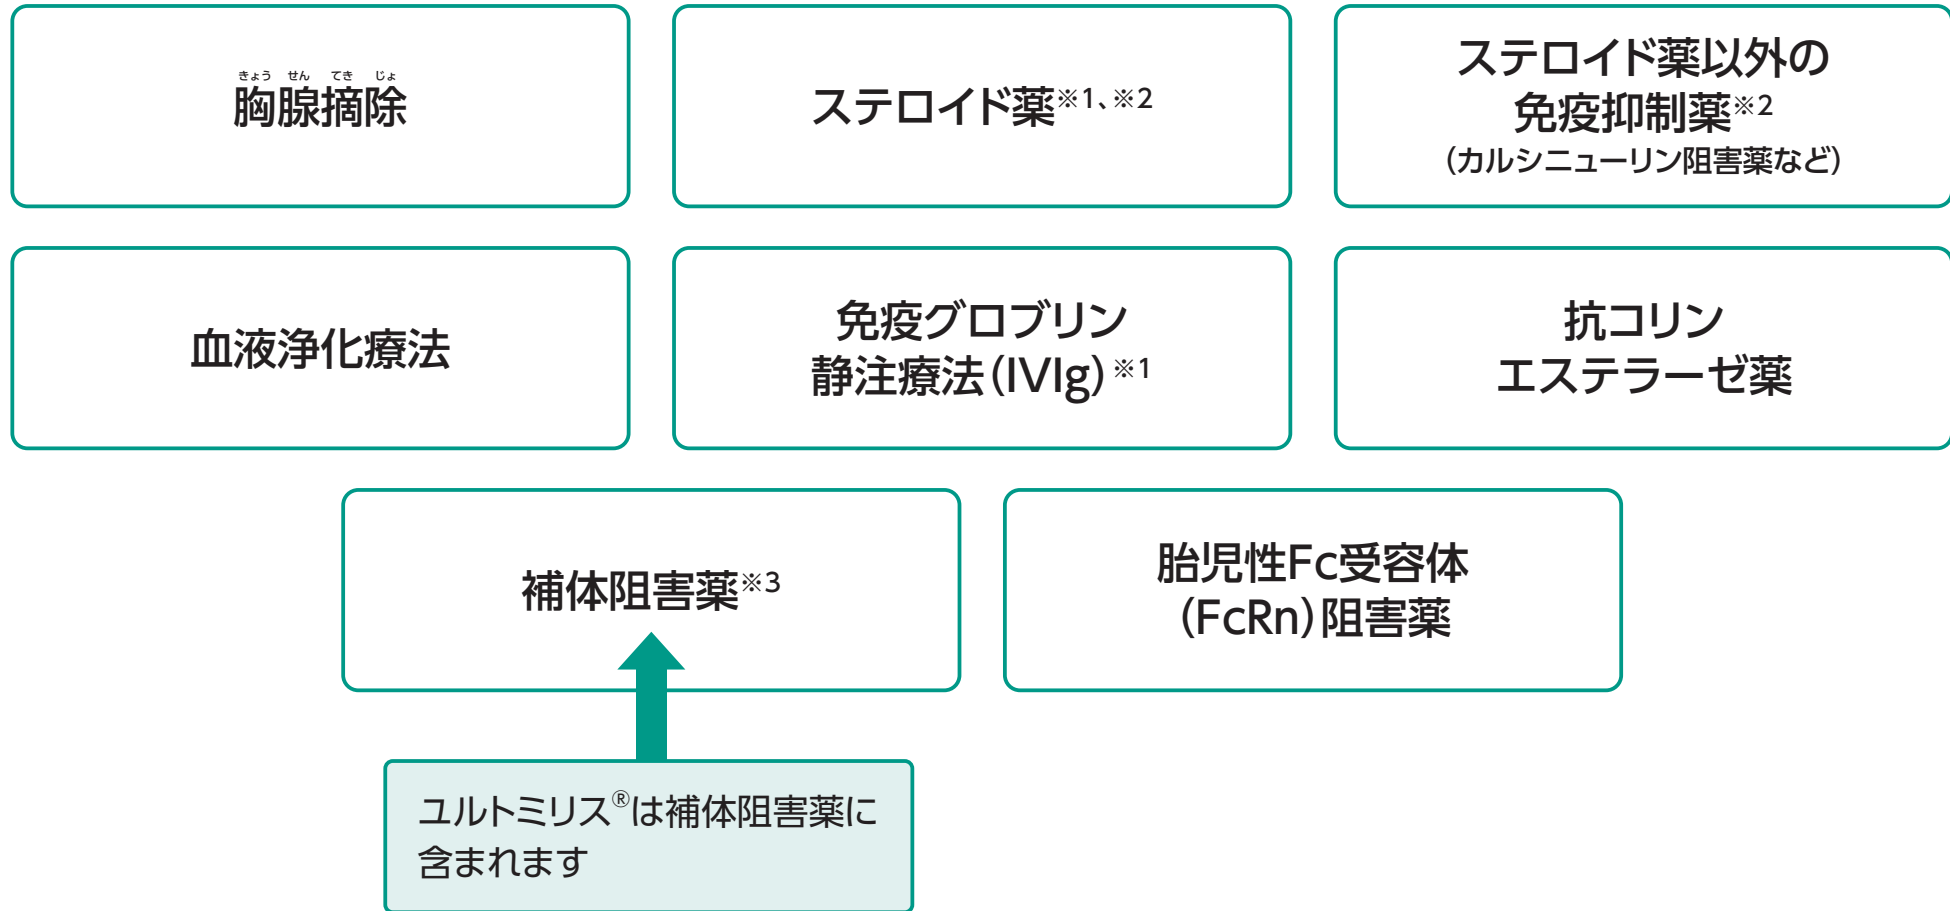 きょう せん てき じょ
胸腺摘除
ステロイド薬※1、※2
ステロイド薬以外の
免疫抑制薬※2
（カルシニューリン阻害薬など）
血液浄化療法
免疫グロブリン
静注療法（IVIg）※1
抗コリン
エステラーゼ薬
補体阻害薬※3
胎児性Fc受容体
（FcRn）阻害薬
ユルトミリス®は補体阻害薬に
含まれます